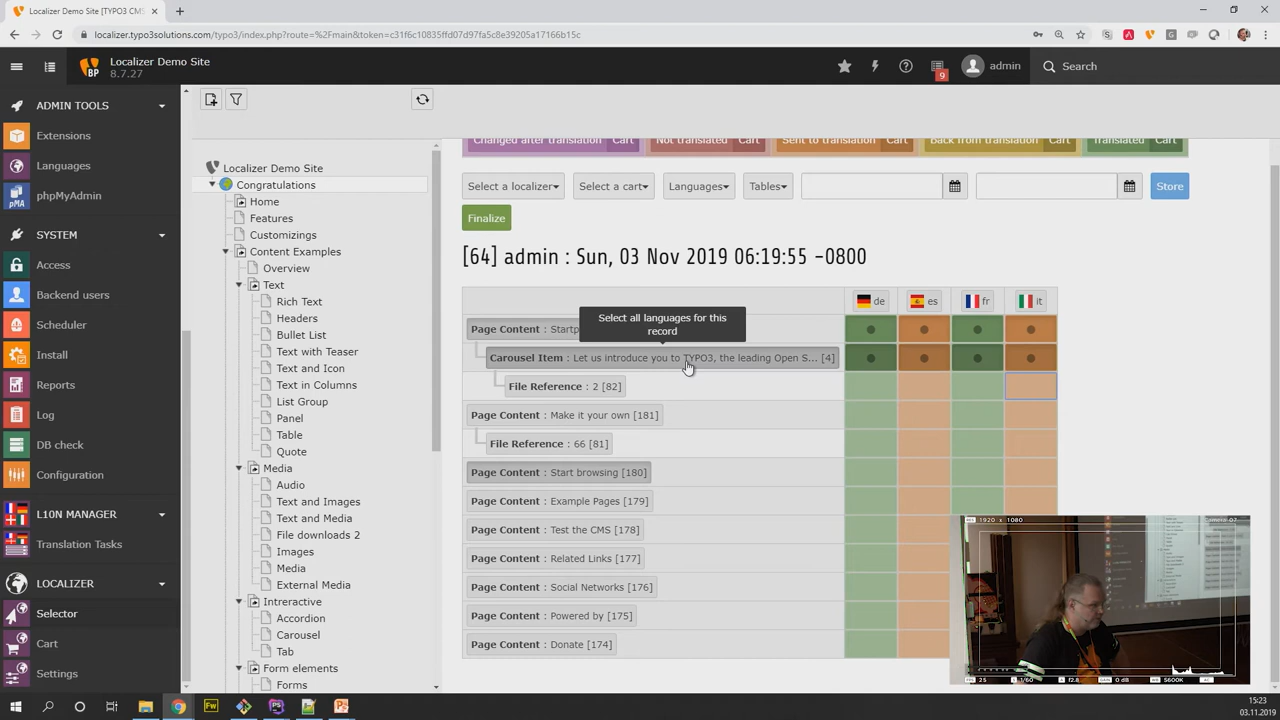 Localizer Demo Site [TYPO3 CMS
localizer.typo3solutions.com/typo3/index.php?route=%2Fmain&token=c31f6c10835ffd07d97fa5c8e39205a17166b15c
Localizer Demo Site
8.7.27
9
admin
Search
ADMIN TOOLS
Extensions
Languages
phpMyAdmin
SYSTEM
Access
Backend users
Scheduler
Install
Reports
Log
DB check
Configuration
L10N MANAGER
Translation Tasks
LOCALIZER
Selector
Cart
Settings
Localizer Demo Site
Congratulations
Home
Features
Customizings
Content Examples
Overview
Text
Rich Text
Headers
Bullet List
Text with Teaser
Text and Icon
Text in Columns
List Group
Panel
Table
Quote
Media
Audio
Text and Images
Text and Media
File downloads 2
Images
Media
External Media
Interactive
Accordion
Carousel
Tab
Form elements
Forms
Changed after translation Cart
Not translated Cart
Sent to translation Cart
Back from translation Cart
Translated Cart
Select a localizer
Select a cart
Languages
Tables
Store
Finalize
[64] admin : Sun, 03 Nov 2019 06:19:55 -0800
de es fr it
Select all languages for this
record
Page Content : Startp
Carousel Item : Let us introduce you to TYPO3, the leading Open S... [4]
File Reference : 2 [82]
Page Content : Make it your own [181]
File Reference : 66 [81]
Page Content : Start browsing [180]
Page Content : Example Pages [179]
Page Content : Test the CMS [178]
Page Content : Related Links [177]
Page Content : Social Networks [176]
Page Content : Powered by [175]
Page Content : Donate [174]
1920 x 1080
25
1/60
f2.8
0 dB
5600K
15:23
03.11.2019